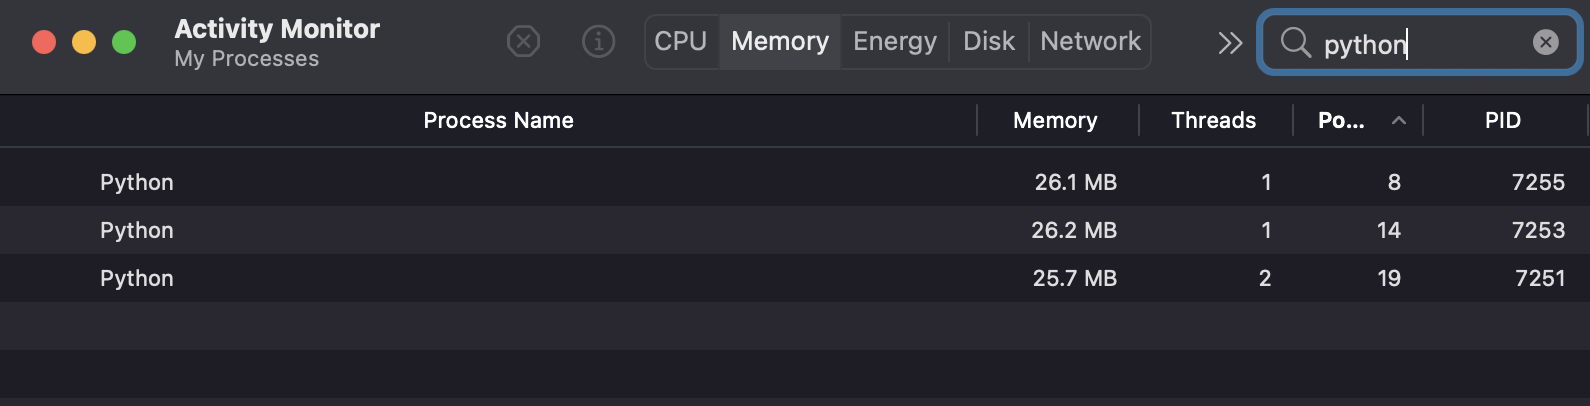 Activity Monitor
My Processes
CPU Memory Energy Disk Network
python
Process Name Memory Threads Po... PID
Python 26.1 MB 1 8 7255
Python 26.2 MB 1 14 7253
Python 25.7 MB 2 19 7251